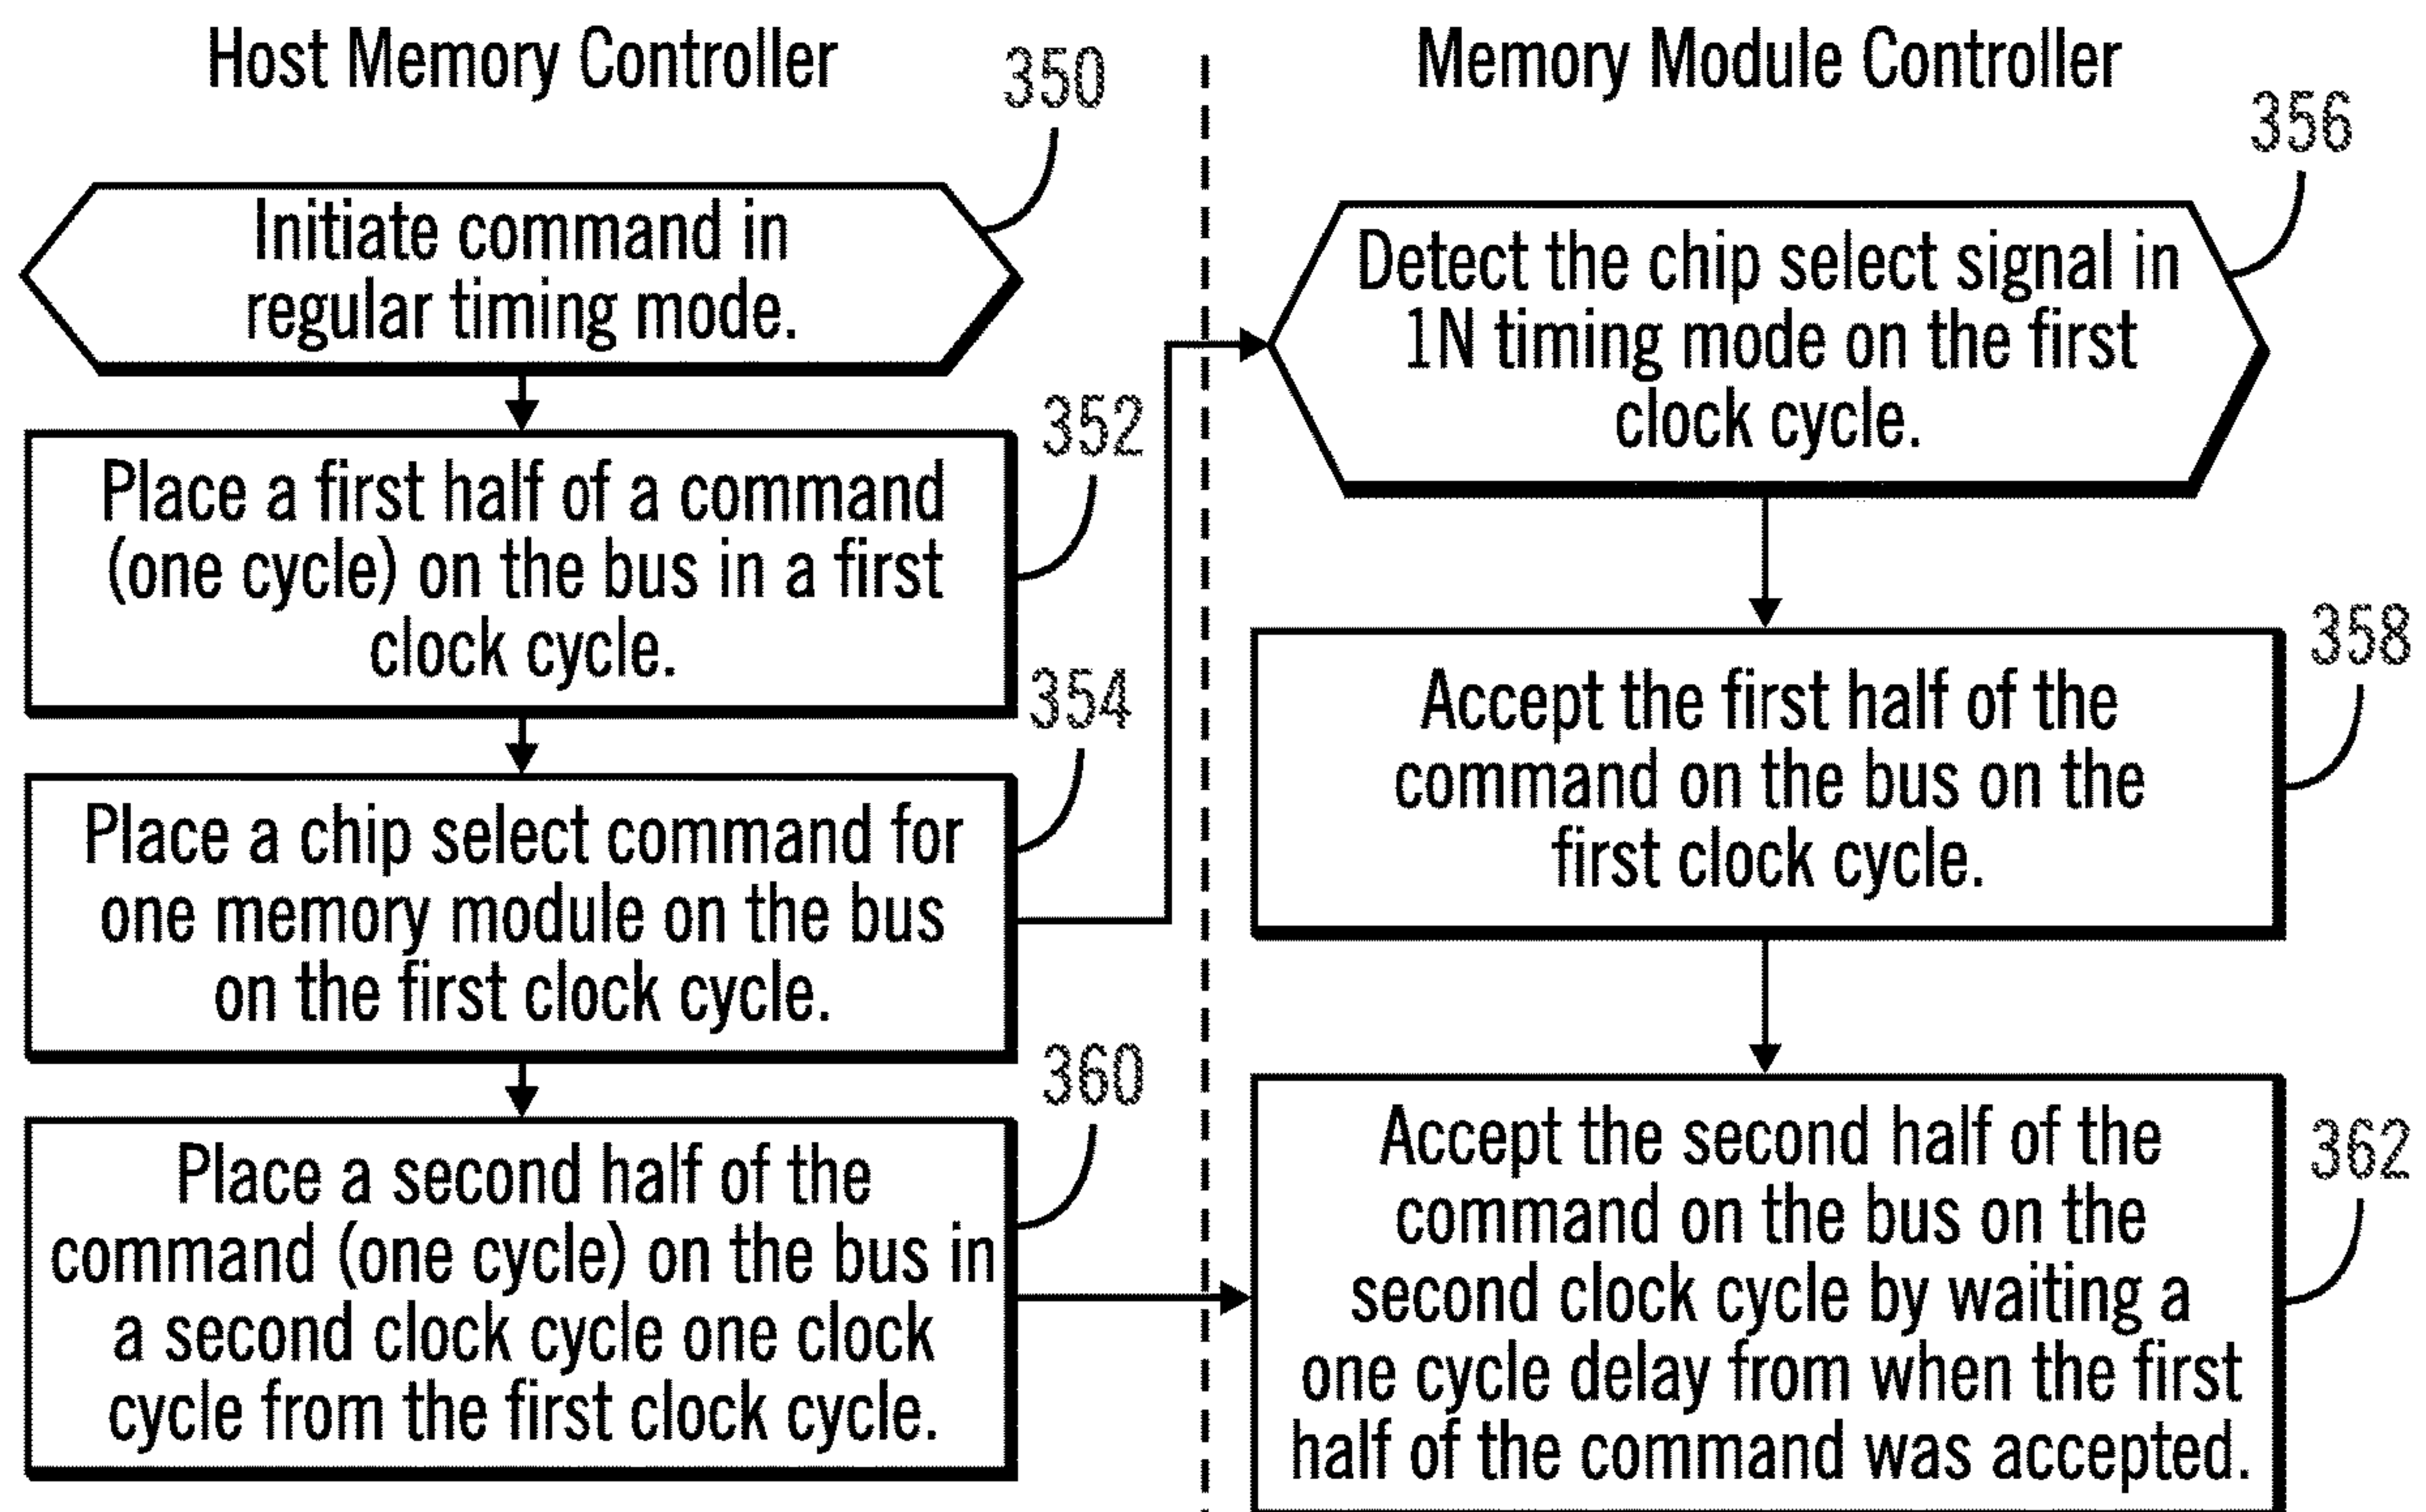 Host Memory Controller
350
Initiate command in
regular timing mode.
352
Place a first half of a command
(one cycle) on the bus in a first
clock cycle.
354
Place a chip select command for
one memory module on the bus
on the first clock cycle.
360
Place a second half of the
command (one cycle) on the bus in
a second clock cycle one clock
cycle from the first clock cycle.
Memory Module Controller
356
Detect the chip select signal in
1N timing mode on the first
clock cycle.
358
Accept the first half of the
command on the bus on the
first clock cycle.
362
Accept the second half of the
command on the bus on the
second clock cycle by waiting a
one cycle delay from when the first
half of the command was accepted.